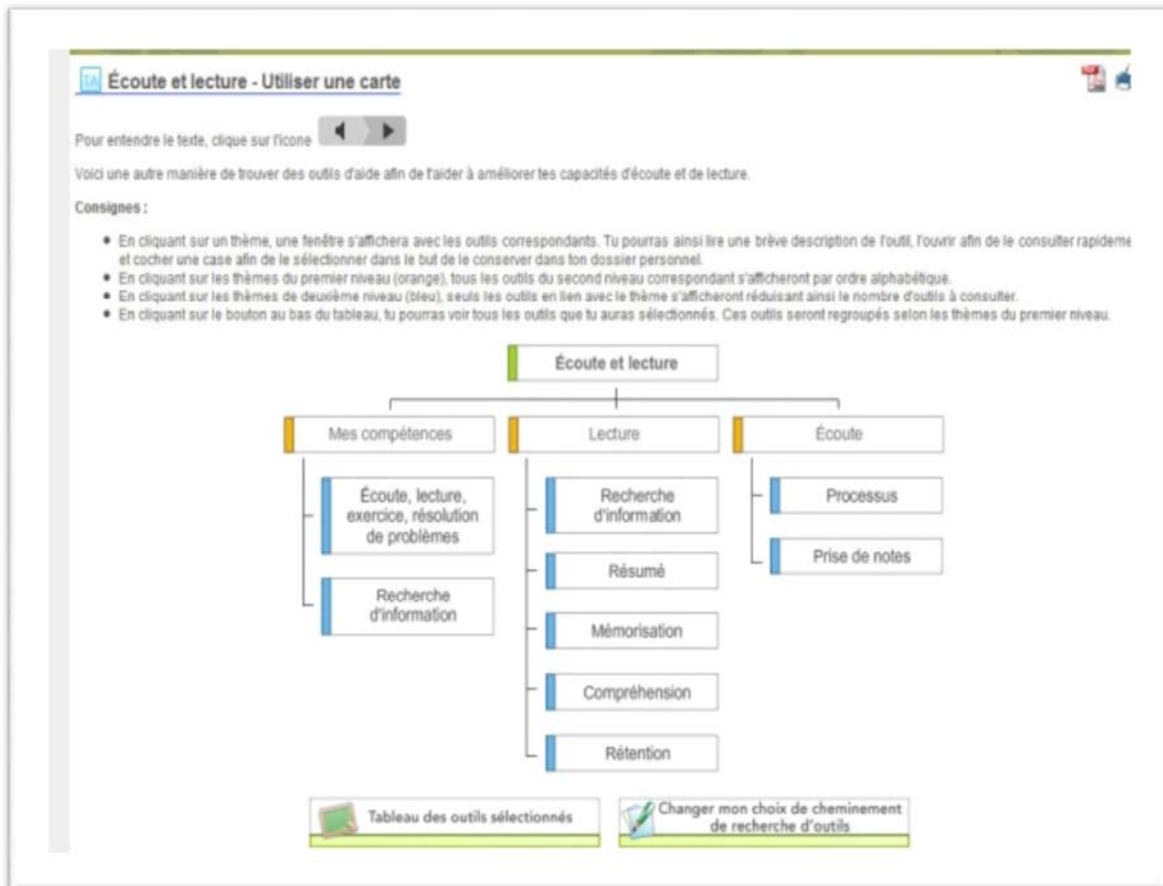 Écoute et lecture - Utiliser une carte
Pour entendre le texte, clique sur l'icone
Voici une autre manière de trouver des outils d'aide afin de t'aider à améliorer tes capacités d'écoute et de lecture.
Consignes :
En cliquant sur un thème, une fenêtre s'affichera avec les outils correspondants. Tu pourras ainsi lire une brève description de l'outil, l'ouvrir afin de le consulter rapideme
et cocher une case afin de le sélectionner dans le but de le conserver dans ton dossier personnel.
En cliquant sur les thèmes du premier niveau (orange), tous les outils du second niveau correspondant s'afficheront par ordre alphabétique.
En cliquant sur les thèmes de deuxième niveau (bleu), seuls les outils en lien avec le thème s'afficheront réduisant ainsi le nombre d'outils à consulter.
En cliquant sur le bouton au bas du tableau, tu pourras voir tous les outils que tu auras sélectionnés. Ces outils seront regroupés selon les thèmes du premier niveau.
Écoute et lecture
Mes compétences
Écoute, lecture,
exercice, résolution
de problèmes
Recherche
d'information
Lecture
Recherche
d'information
Résumé
Mémorisation
Compréhension
Rétention
Écoute
Processus
Prise de notes
Tableau des outils sélectionnés
Changer mon choix de cheminement
de recherche d'outils